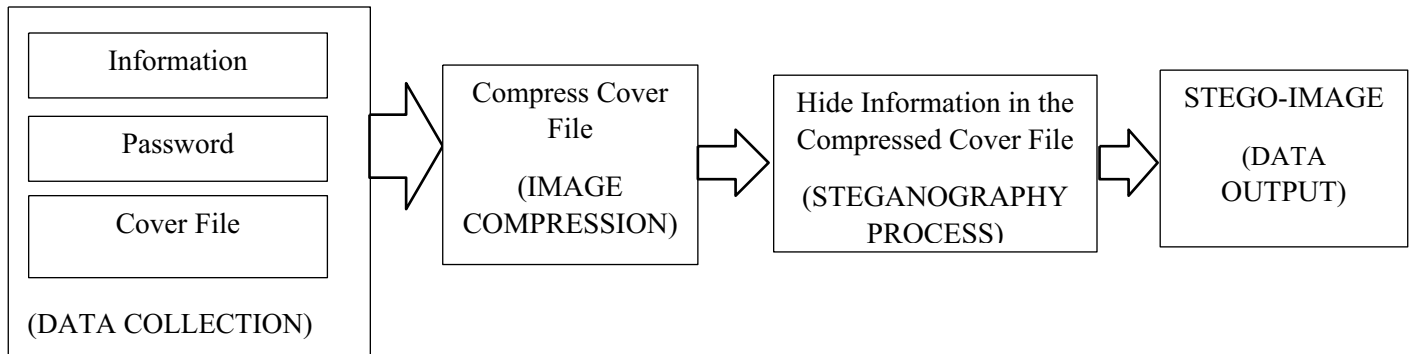 Information
Password
Cover File
(DATA COLLECTION)
Compress Cover
File
(IMAGE
COMPRESSION)
Hide Information in the
Compressed Cover File
(STEGANOGRAPHY
PROCESS)
STEGO-IMAGE
(DATA
OUTPUT)